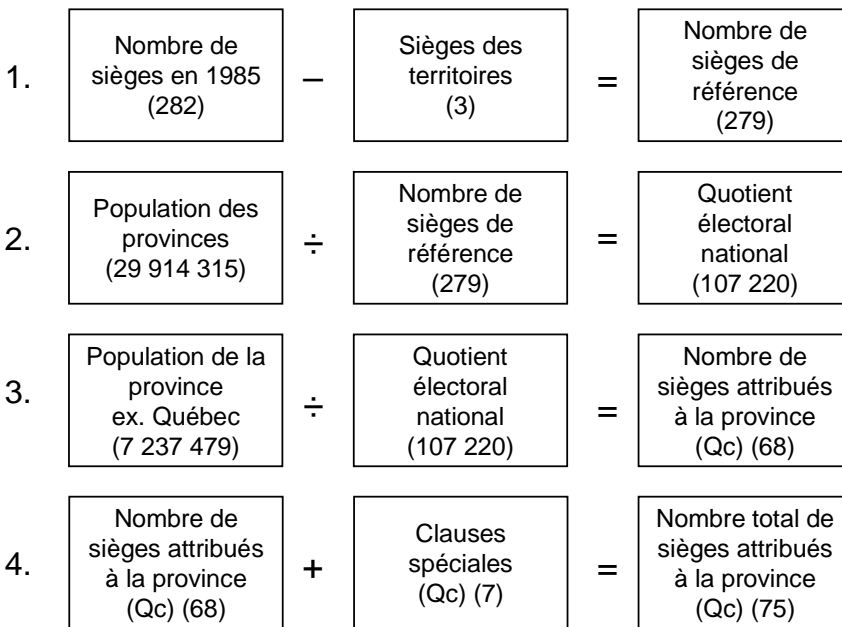 1.
Nombre de
sièges en 1985
(282)
–
Sièges des
territoires
(3)
=
Nombre de
sièges de
référence
(279)
2.
Population des
provinces
(29 914 315)
÷
Nombre de
sièges de
référence
(279)
=
Quotient
électoral
national
(107 220)
3.
Population de la
province
ex. Québec
(7 237 479)
÷
Quotient
électoral
national
(107 220)
=
Nombre de
sièges attribués
à la province
(Qc) (68)
4.
Nombre de
sièges attribués
à la province
(Qc) (68)
+
Clauses
spéciales
(Qc) (7)
=
Nombre total de
sièges attribués
à la province
(Qc) (75)